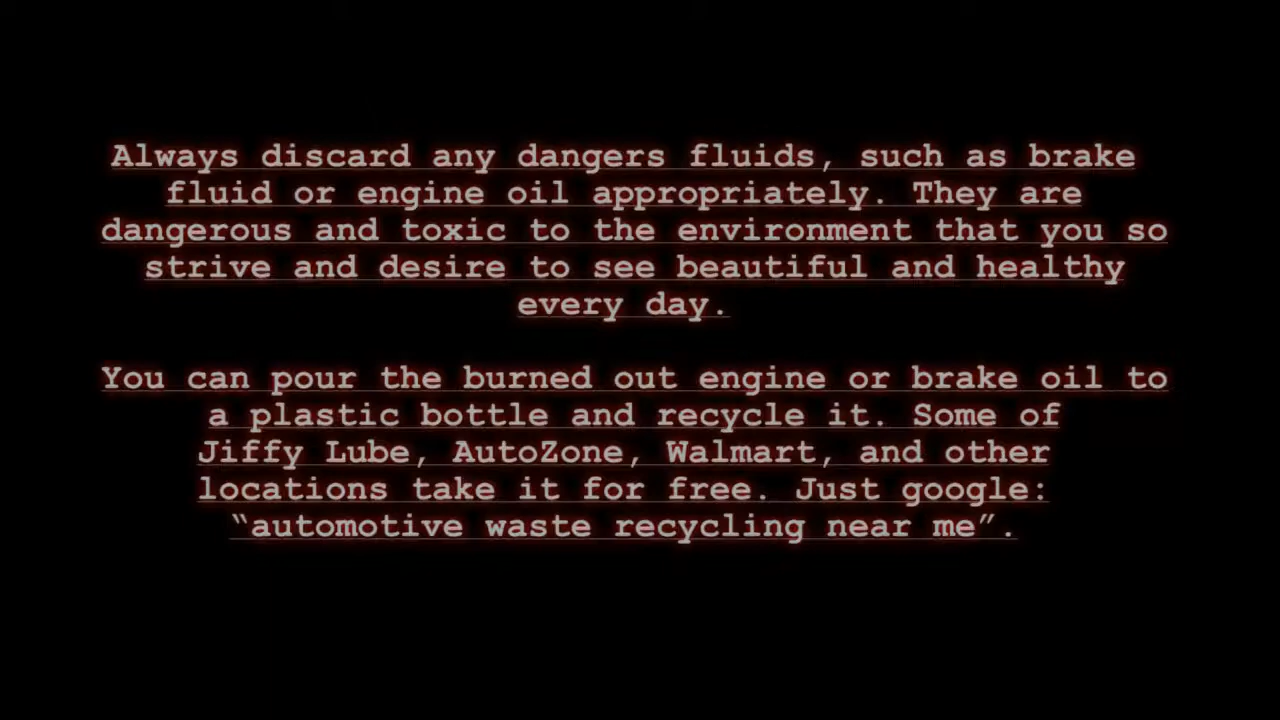 Always discard any dangers fluids, such as brake
fluid or engine oil appropriately. They are
dangerous and toxic to the environment that you so
strive and desire to see beautiful and healthy
every day.
You can pour the burned out engine or brake oil to
a plastic bottle and recycle it. Some of
Jiffy Lube, AutoZone, Walmart, and other
locations take it for free. Just google:
“automotive waste recycling near me”.